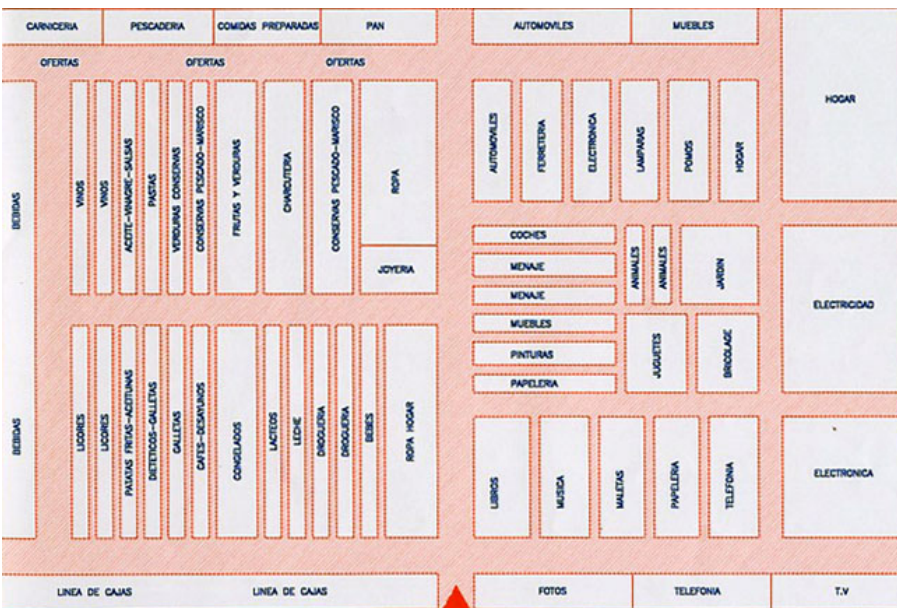 CARNICERIA
PESCADERIA
COMIDAS PREPARADAS
PAN
AUTOMOVILES
MUEBLES
HOGAR
OFERTAS
OFERTAS
OFERTAS
BEBIDAS
VINOS
VINOS
ACEITE-VINAGRE-SALSAS
PASTAS
VERDURAS CONSERVAS
CONSERVAS PESCADO-MARISCO
FRUTAS Y VERDURAS
CHARCUTERIA
CONSERVAS PESCADO-MARISCO
ROPA
JOYERIA
AUTOMOVILES
FERRETERIA
ELECTRONICA
LAMPARAS
POMOS
HOGAR
COCHES
MENAJE
MENAJE
MUEBLES
PINTURAS
PAPELERIA
ANIMALES
ANIMALES
JARDIN
JUGUETES
BRICOLAGE
ELECTRICIDAD
BEBIDAS
LICORES
LICORES
PATATAS FRITAS-ACEITUNAS
DIETETICOS-GALLETAS
GALLETAS
CAFES-DESAYUNOS
CONGELADOS
LACTEOS
LECHE
DROGUERIA
DROGUERIA
BEBES
ROPA HOGAR
LIBROS
MUSICA
MALETAS
PAPELERIA
TELEFONIA
ELECTRONICA
LINEA DE CAJAS
LINEA DE CAJAS
FOTOS
TELEFONIA
T.V